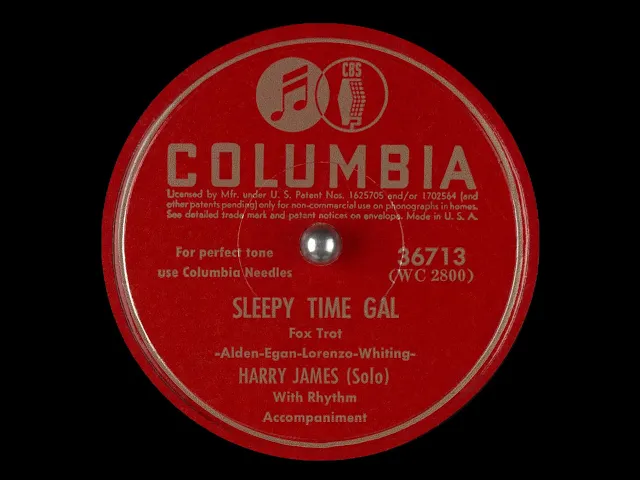 CBS
COLUMBIA
Licensed by Mfr. under U. S. Patent Nos. 1625705 and/or 1702564 (and
other patents pending) only for non-commercial use on phonographs in homes.
See detailed trade mark and patent notices on envelope. Made in U. S. A.
For perfect tone
use Columbia Needles
36713
(WC 2800)
SLEEPY TIME GAL
Fox Trot
-Alden-Egan-Lorenzo-Whiting-
HARRY JAMES (Solo)
With Rhythm
Accompaniment